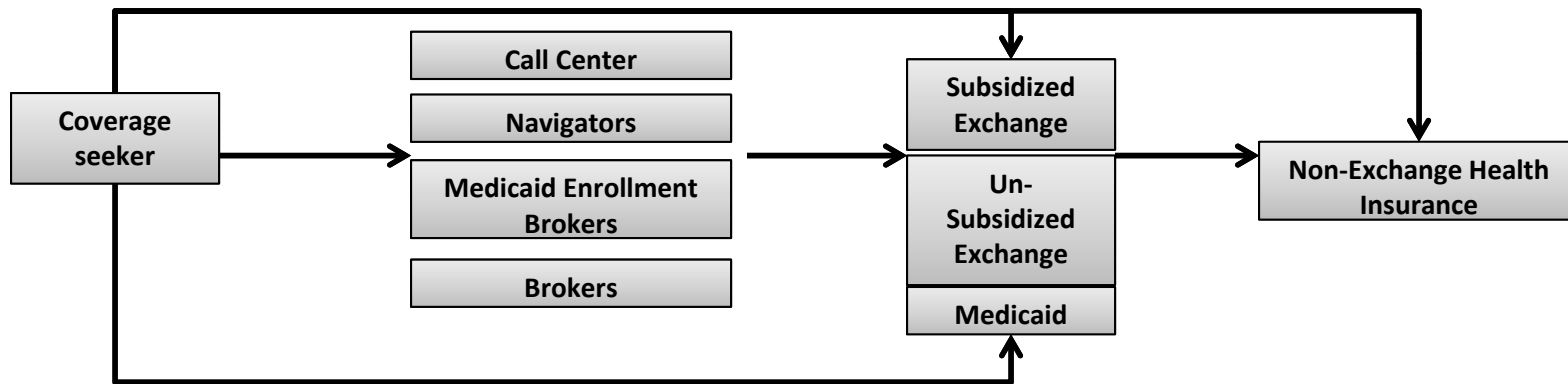 Coverage
seeker
Call Center
Navigators
Medicaid Enrollment
Brokers
Brokers
Subsidized
Exchange
Un-
Subsidized
Exchange
Medicaid
Non-Exchange Health
Insurance